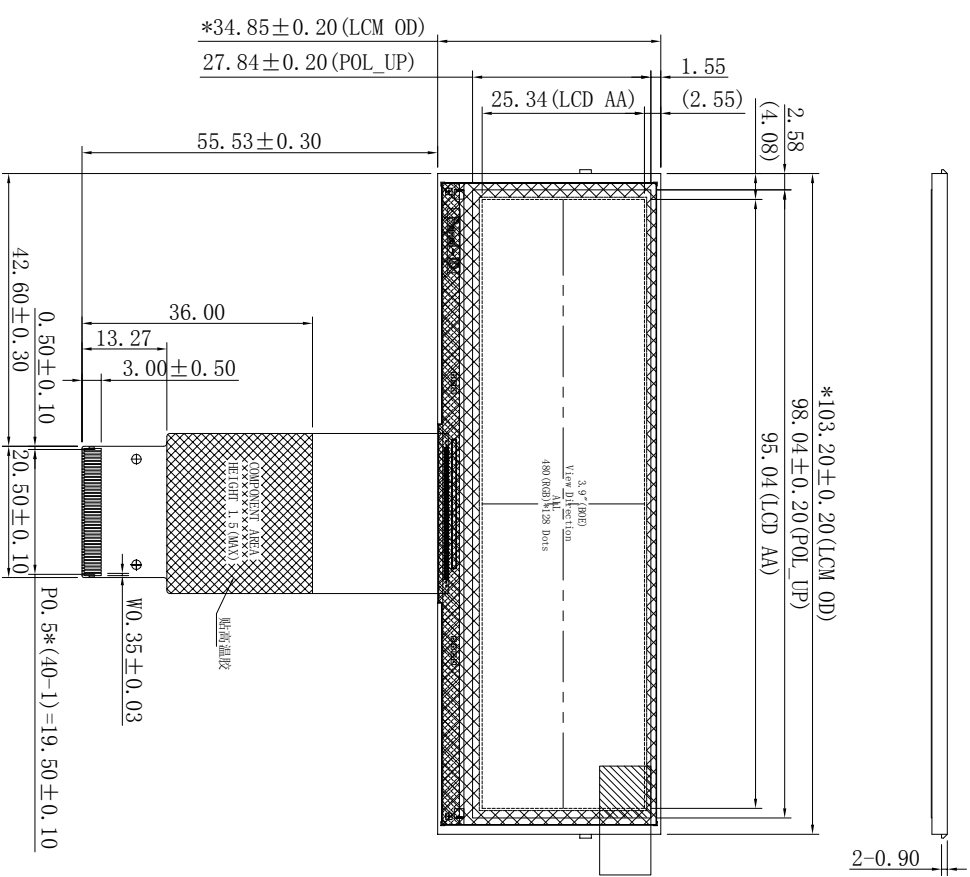 *34.85±0.20(LCM OD)
27.84±0.20(POL_UP)
1.55
25.34(LCD AA)
(2.55)
2.58
(4.08)
55.53±0.30
42.60±0.30
36.00
13.27
0.50±0.10
3.00±0.50
*103.20±0.20(LCM OD)
98.04±0.20(POL_UP)
95.04(LCD AA)
3.9"(BOE)
View Direction
ALL
480(RGB)*128 Dots
COMPONENT AREA
HEIGHT 1.5(MAX)
20.50±0.10
贴高温胶
W0.35±0.03
P0.5*(40-1)=19.50±0.10
2-0.90